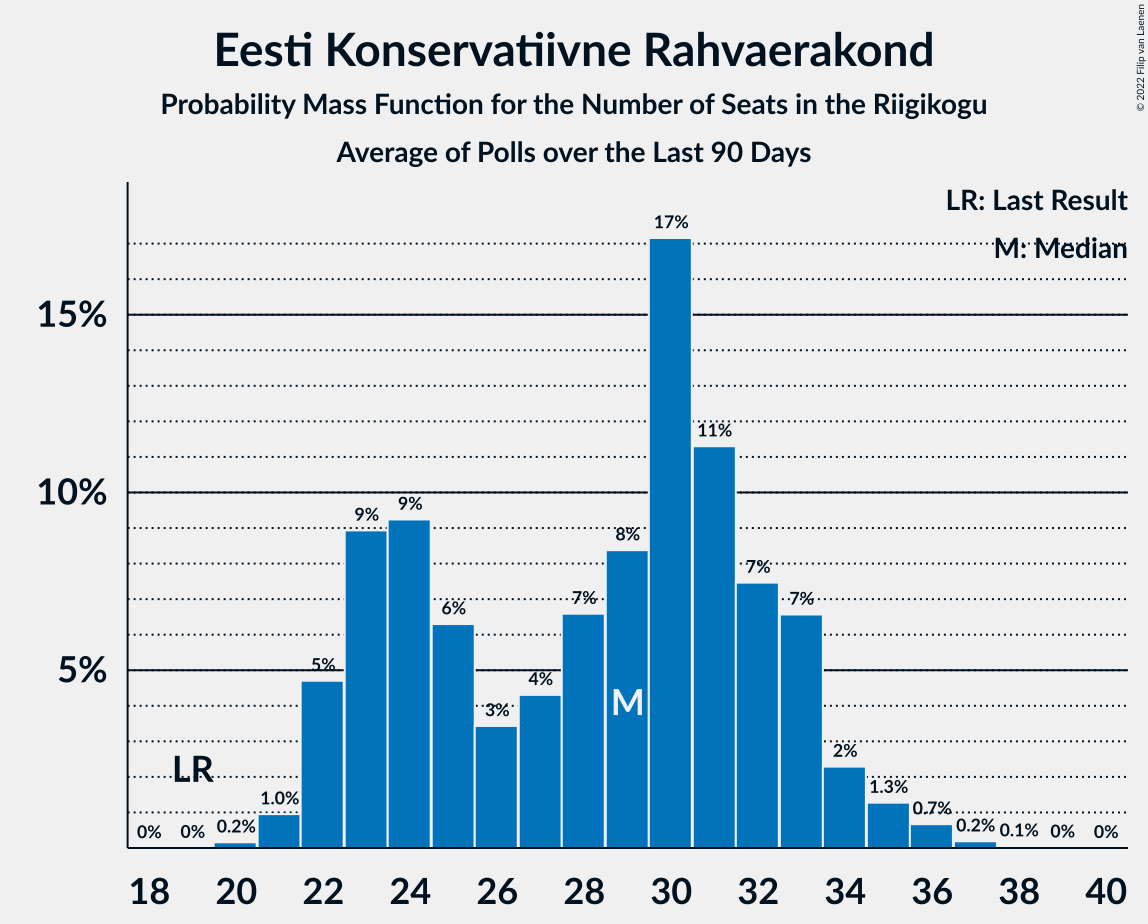 Eesti Konservatiivne Rahvaerakond
Probability Mass Function for the Number of Seats in the Riigikogu
Average of Polls over the Last 90 Days
© 2022 Filip van Laenen
LR: Last Result
M: Median
15%
10%
5%
0%
0%
0.2%
1.0%
5%
9%
9%
6%
3%
4%
7%
8%
17%
11%
7%
7%
2%
1.3%
0.7%
0.2%
0.1%
0%
0%
LR
M
18 20 22 24 26 28 30 32 34 36 38 40